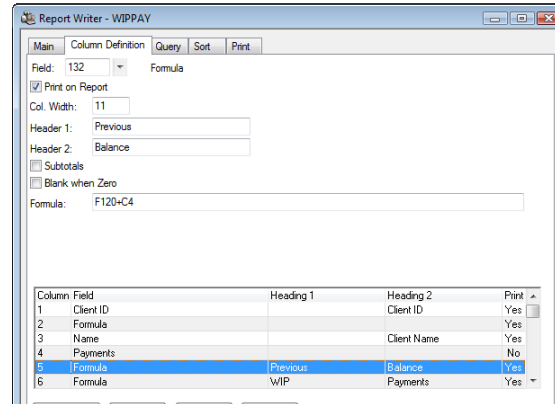 Report Writer - WIPPAY
Main Column Definition Query Sort Print
Field: 132 Formula
Print on Report
Col. Width: 11
Header 1: Previous
Header 2: Balance
Subtotals
Blank when Zero
Formula: F120+C4
Column Field Heading 1 Heading 2 Print
1 Client ID Client ID Yes
2 Formula Yes
3 Name Client Name Yes
4 Payments No
5 Formula Previous Balance Yes
6 Formula WIP Payments Yes